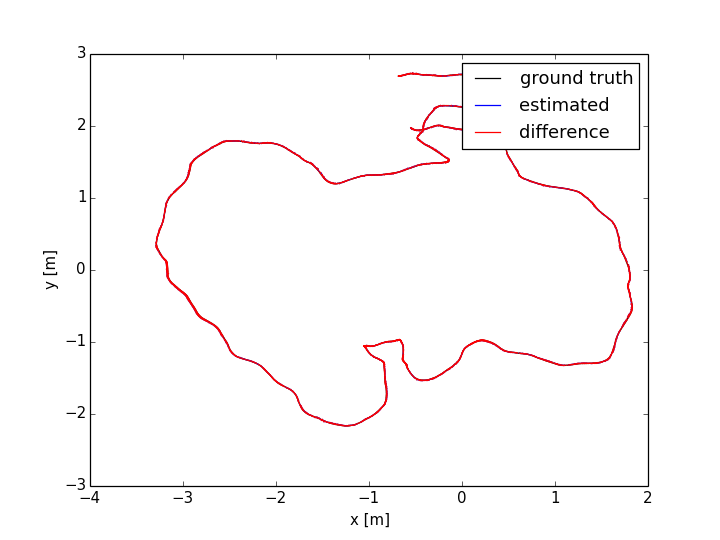 3
2
1
0
−1
−2
−3
y [m]
ground truth
estimated
difference
−4
−3
−2
−1
0
1
2
x [m]